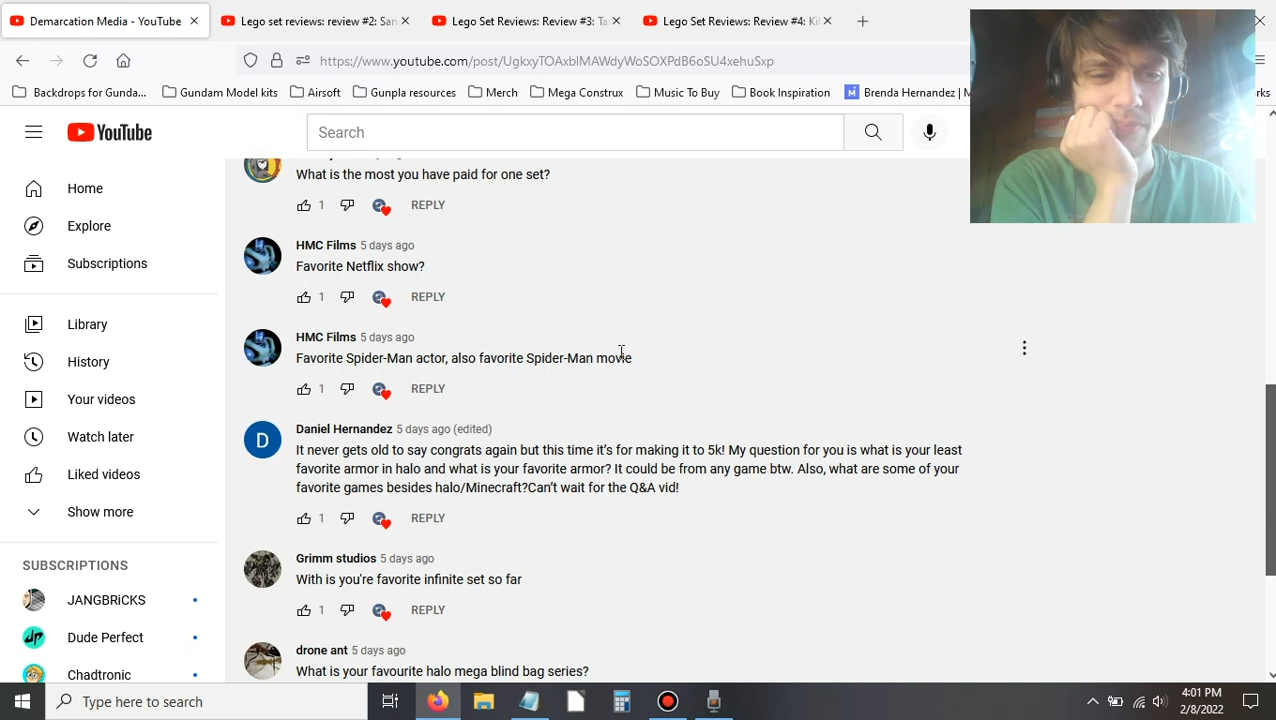 Demarcation Media - YouTube
Lego set reviews: review #2: San
Lego Set Reviews: Review #3: Ta
Lego Set Reviews: Review #4: Ki
https://www.youtube.com/post/UgkxyTOAxblMAWdyWoSOXPdB6oSU4xehuSxp
Backdrops for Gunda...
Gundam Model kits
Airsoft
Gunpla resources
Merch
Mega Construx
Music To Buy
Book Inspiration
Brenda Hernandez | M
rks
YouTube
Search
Home
Explore
Subscriptions
Library
History
Your videos
Watch later
Liked videos
Show more
SUBSCRIPTIONS
JANGBRiCKS
Dude Perfect
Chadtronic
What is the most you have paid for one set?
1 REPLY
HMC Films 5 days ago
Favorite Netflix show?
1 REPLY
HMC Films 5 days ago
Favorite Spider-Man actor, also favorite Spider-Man movie
1 REPLY
D
Daniel Hernandez 5 days ago (edited)
It never gets old to say congrats again but this time it's for making it to 5k! My question for you is what is your least
favorite armor in halo and what is your favorite armor? It could be from any game btw. Also, what are some of your
favorite games besides halo/Minecraft?Can't wait for the Q&A vid!
1 REPLY
Grimm studios 5 days ago
With is you're favorite infinite set so far
1 REPLY
drone ant 5 days ago
What is your favourite halo mega blind bag series?
Type here to search
4:01 PM
2/8/2022